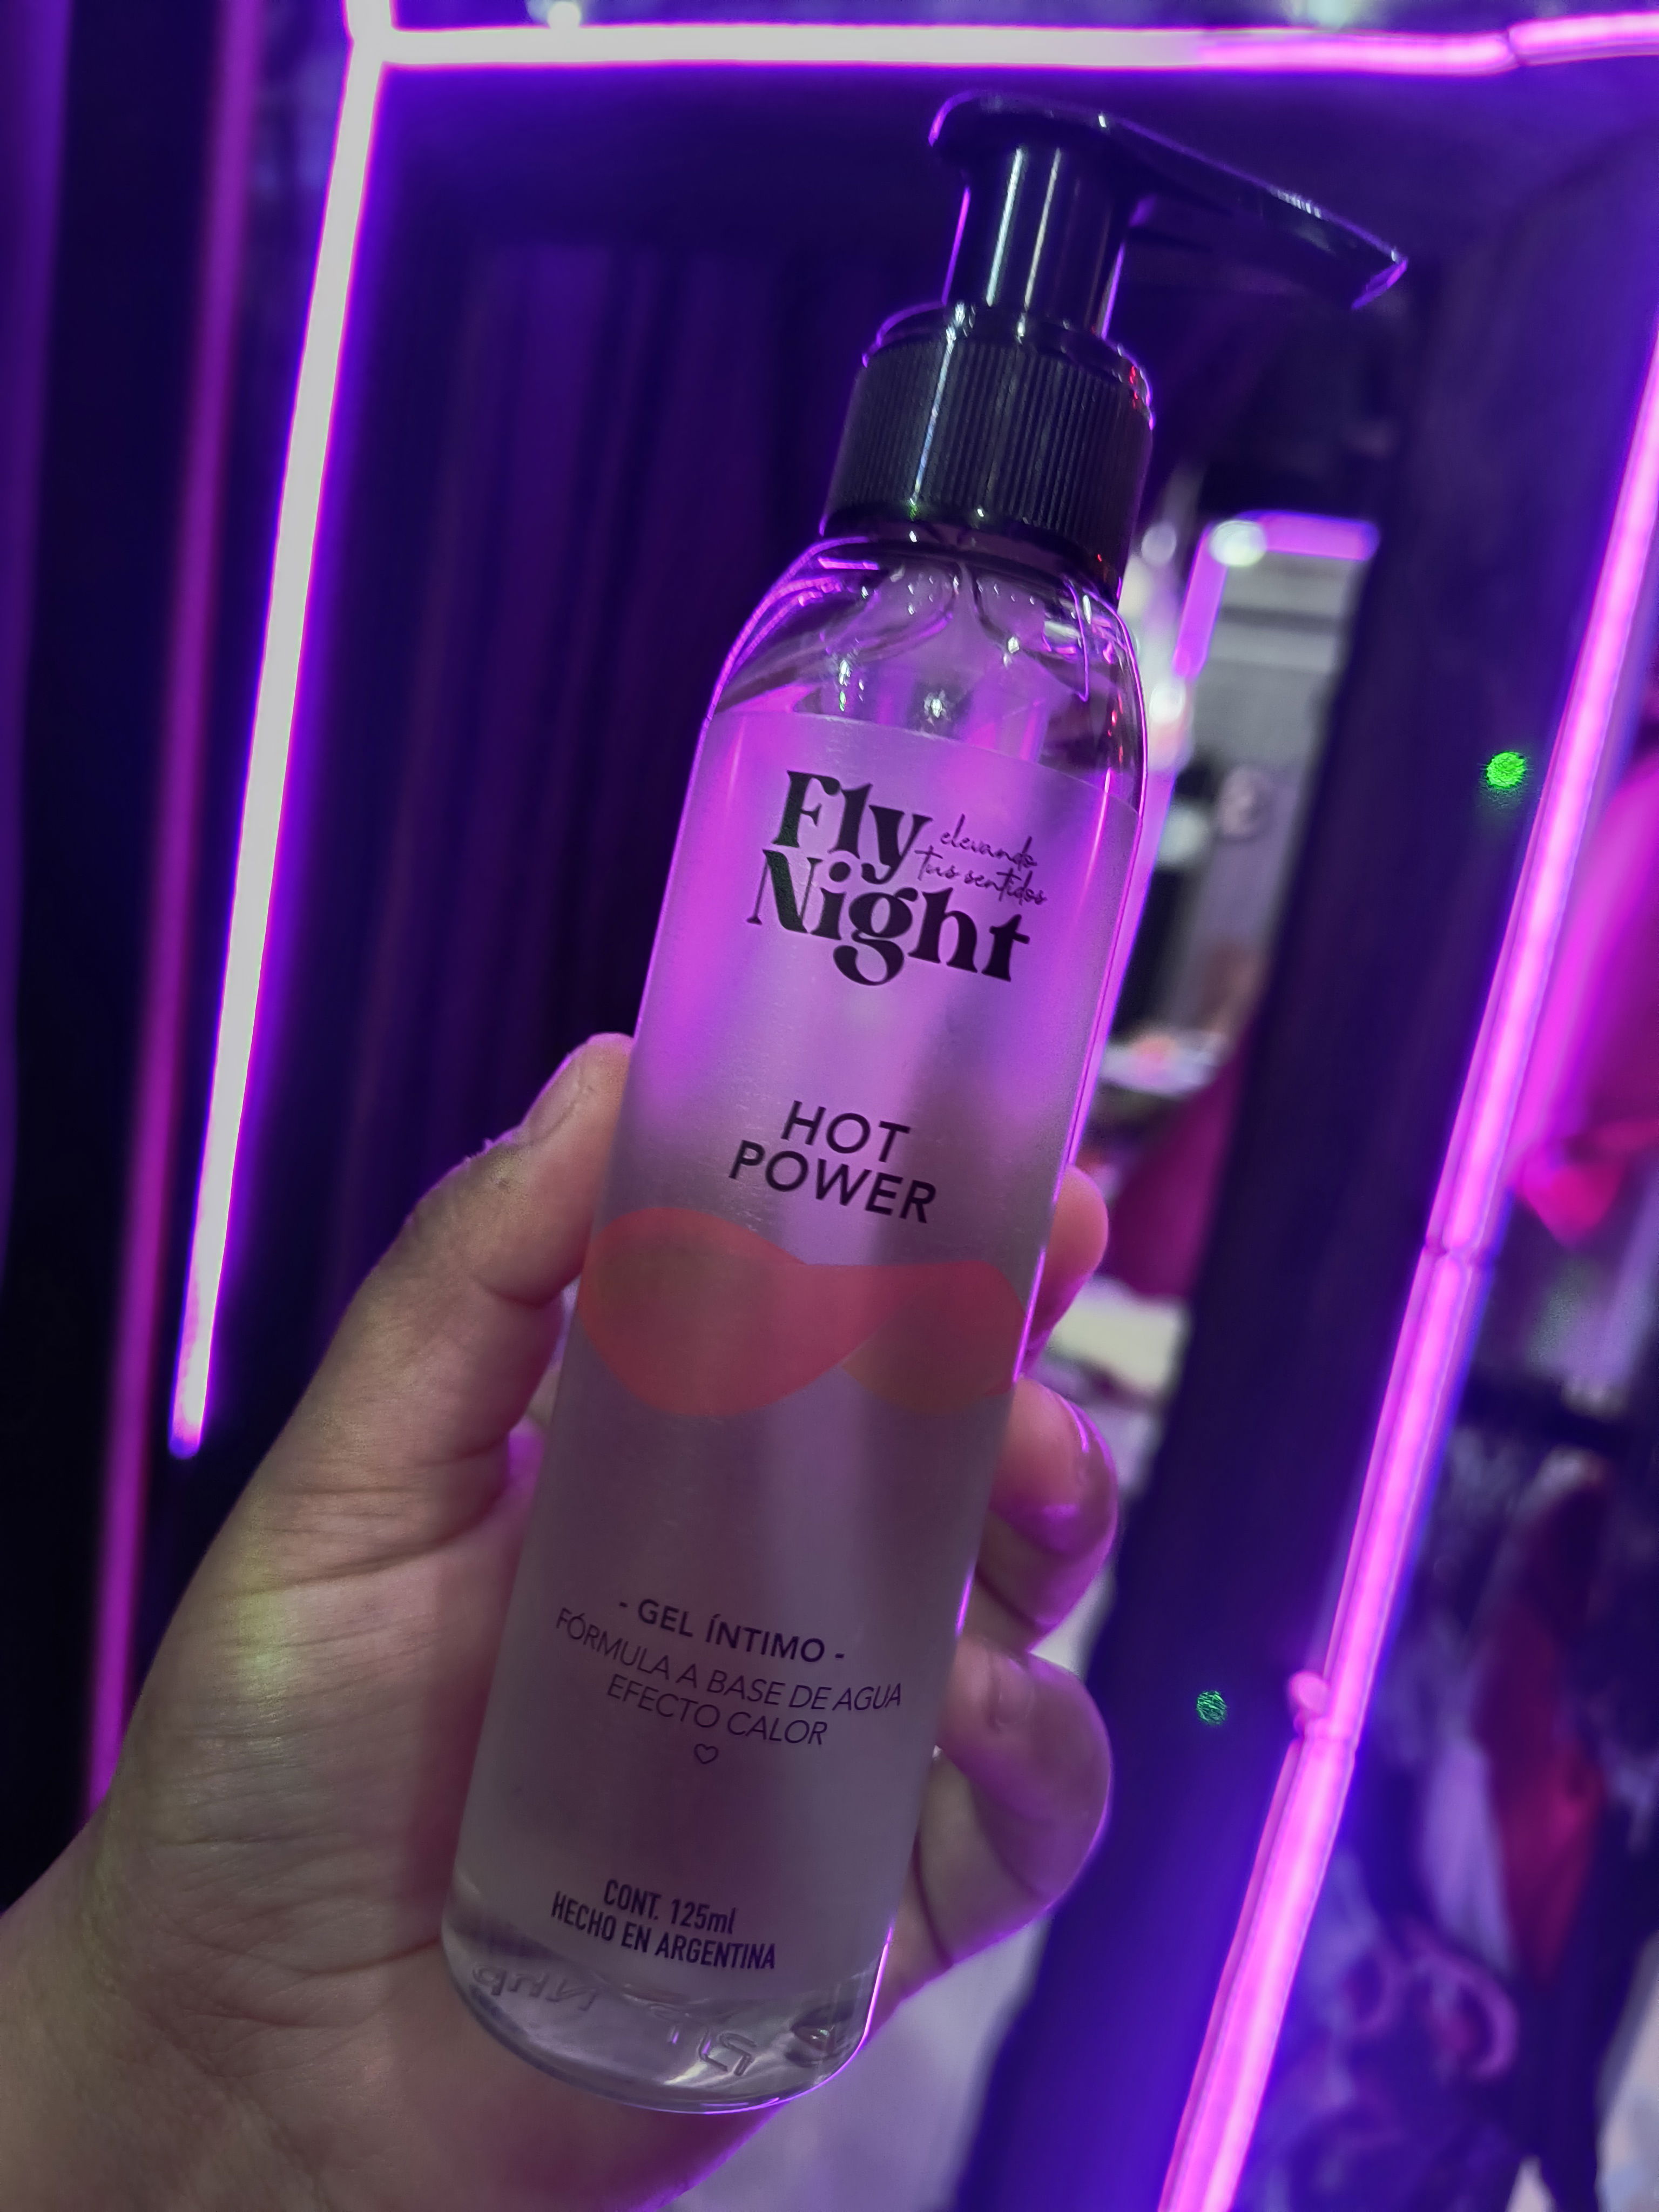 Fly
elevando
tus sentidos
Night
HOT
POWER
- GEL ÍNTIMO -
FÓRMULA A BASE DE AGUA
EFECTO CALOR
CONT. 125ml
HECHO EN ARGENTINA